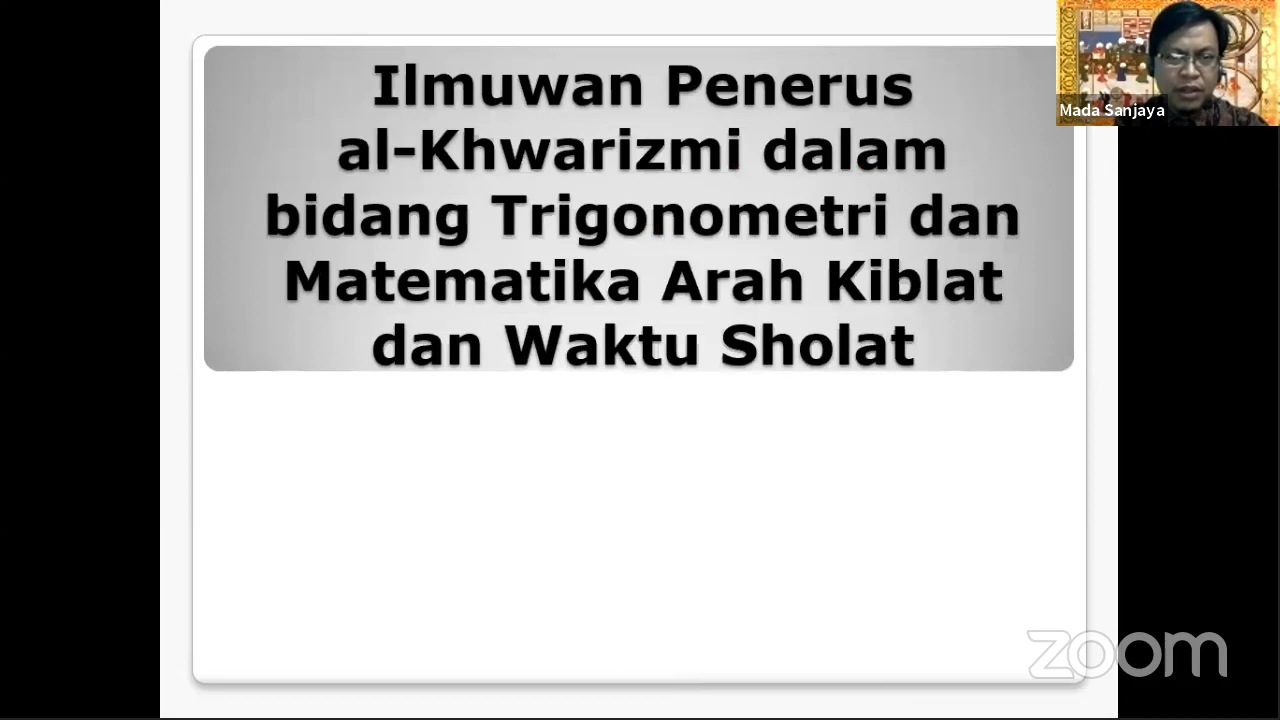 Ilmuwan Penerus
al-Khwarizmi dalam
bidang Trigonometri dan
Matematika Arah Kiblat
dan Waktu Sholat
Mada Sanjaya
zoom